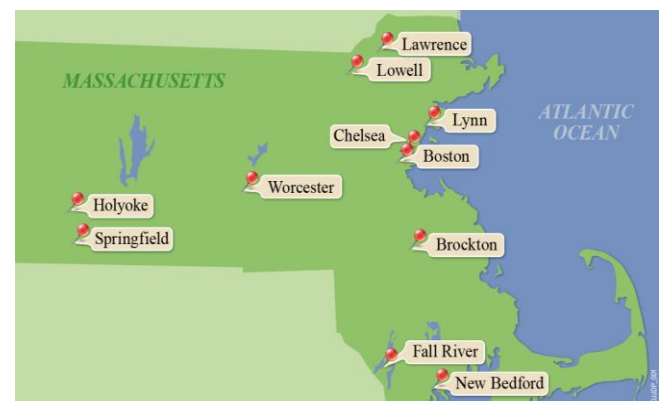 Lawrence
Lowell
MASSACHUSETTS
Lynn
ATLANTIC
OCEAN
Chelsea
Boston
Worcester
Holyoke
Springfield
Brockton
Fall River
New Bedford